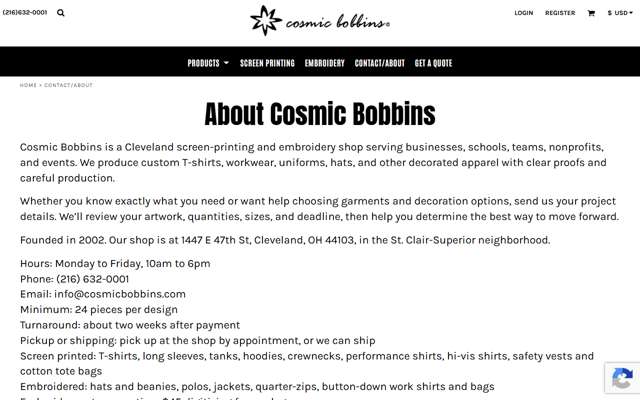 (216)632-0001
cosmic bobbins®
LOGIN REGISTER $ USD
PRODUCTS SCREEN PRINTING EMBROIDERY CONTACT/ABOUT GET A QUOTE
HOME > CONTACT/ABOUT
About Cosmic Bobbins
Cosmic Bobbins is a Cleveland screen-printing and embroidery shop serving businesses, schools, teams, nonprofits,
and events. We produce custom T-shirts, workwear, uniforms, hats, and other decorated apparel with clear proofs and
careful production.
Whether you know exactly what you need or want help choosing garments and decoration options, send us your project
details. We'll review your artwork, quantities, sizes, and deadline, then help you determine the best way to move forward.
Founded in 2002. Our shop is at 1447 E 47th St, Cleveland, OH 44103, in the St. Clair-Superior neighborhood.
Hours: Monday to Friday, 10am to 6pm
Phone: (216) 632-0001
Email: info@cosmicbobbins.com
Minimum: 24 pieces per design
Turnaround: about two weeks after payment
Pickup or shipping: pick up at the shop by appointment, or we can ship
Screen printed: T-shirts, long sleeves, tanks, hoodies, crewnecks, performance shirts, hi-vis shirts, safety vests and
cotton tote bags
Embroidered: hats and beanies, polos, jackets, quarter-zips, button-down work shirts and bags